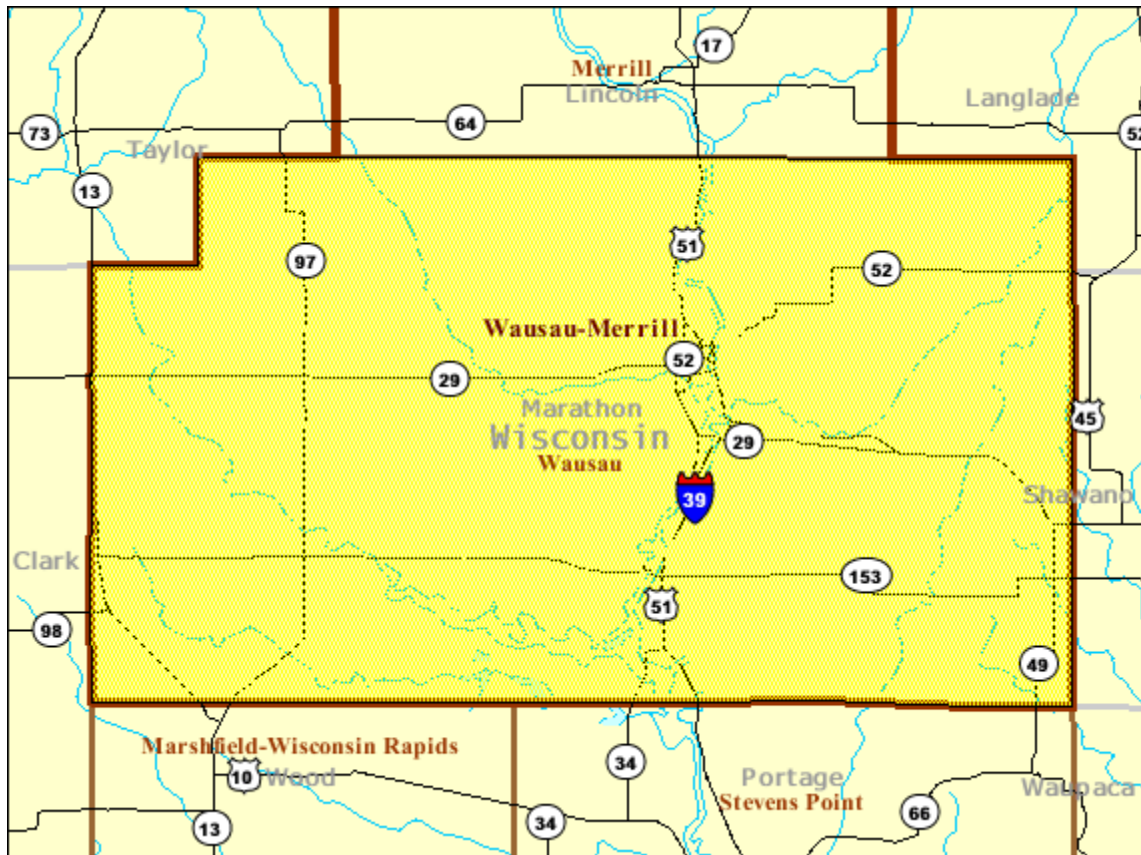 17
Merrill
Lincoln
Langlade
73
64
52
Taylor
13
51
97
52
Wausau-Merrill
52
29
Marathon
45
Wisconsin
29
Wausau
39
Shawano
Clark
153
51
98
49
Marshfield-Wisconsin Rapids
34
10
Wood
Portage
Waupaca
Stevens Point
66
13
34